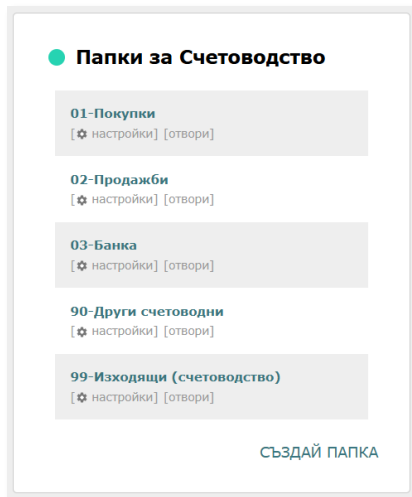 Папки за Счетоводство
01-Покупки
[настройки] [отвори]
02-Продажби
[настройки] [отвори]
03-Банка
[настройки] [отвори]
90-Други счетоводни
[настройки] [отвори]
99-Изходящи (счетоводство)
[настройки] [отвори]
СЪЗДАЙ ПАПКА